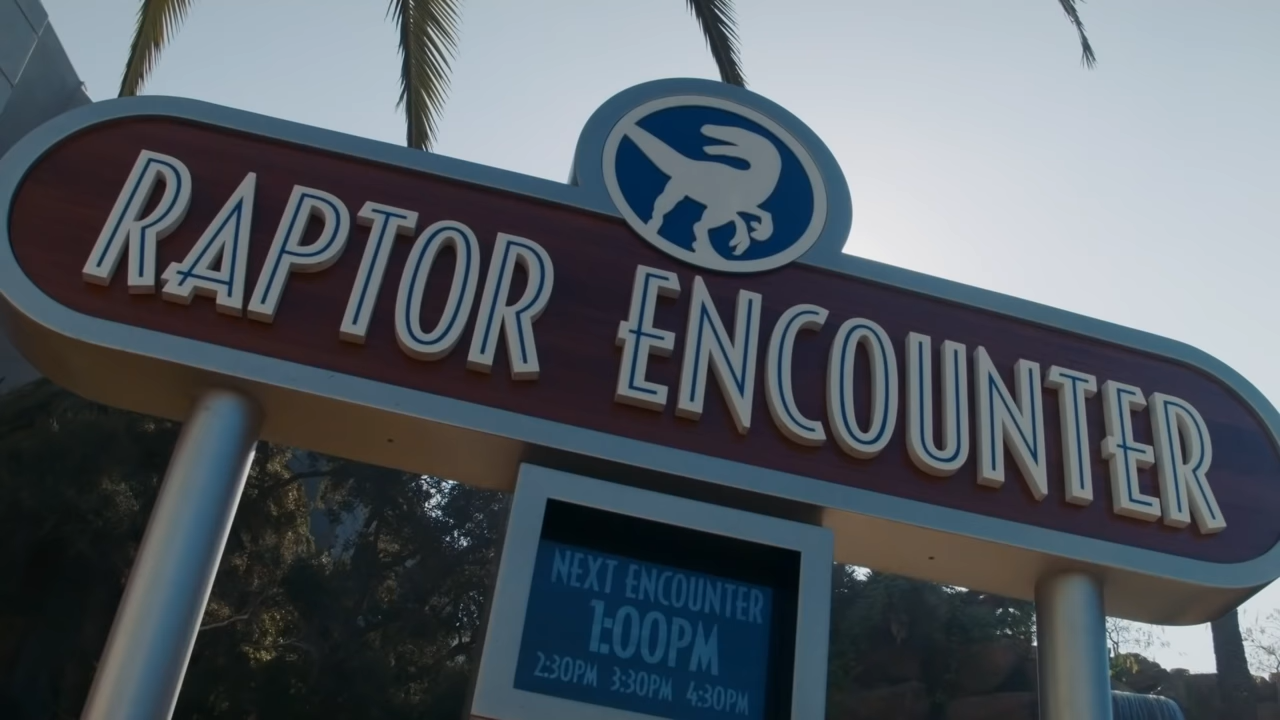 RAPTOR ENCOUNTER
NEXT ENCOUNTER
1:00PM
2:30PM 3:30PM 4:30PM